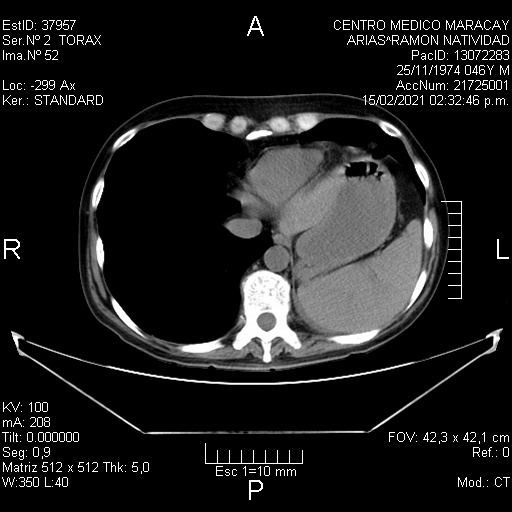 EstID: 37957
Ser.Nº 2 TORAX
Ima.Nº 52
Loc: -299 Ax
Ker.: STANDARD
A
CENTRO MEDICO MARACAY
ARIAS^RAMON NATIVIDAD
PacID: 13072283
25/11/1974 046Y M
AccNum: 21725001
15/02/2021 02:32:46 p.m.
R
L
KV: 100
mA: 208
Tilt: 0.000000
Seg: 0,9
Matriz 512 x 512 Thk: 5,0
W:350 L:40
Esc 1=10 mm
P
FOV: 42,3 x 42,1 cm
Ref.: 0
Mod.: CT